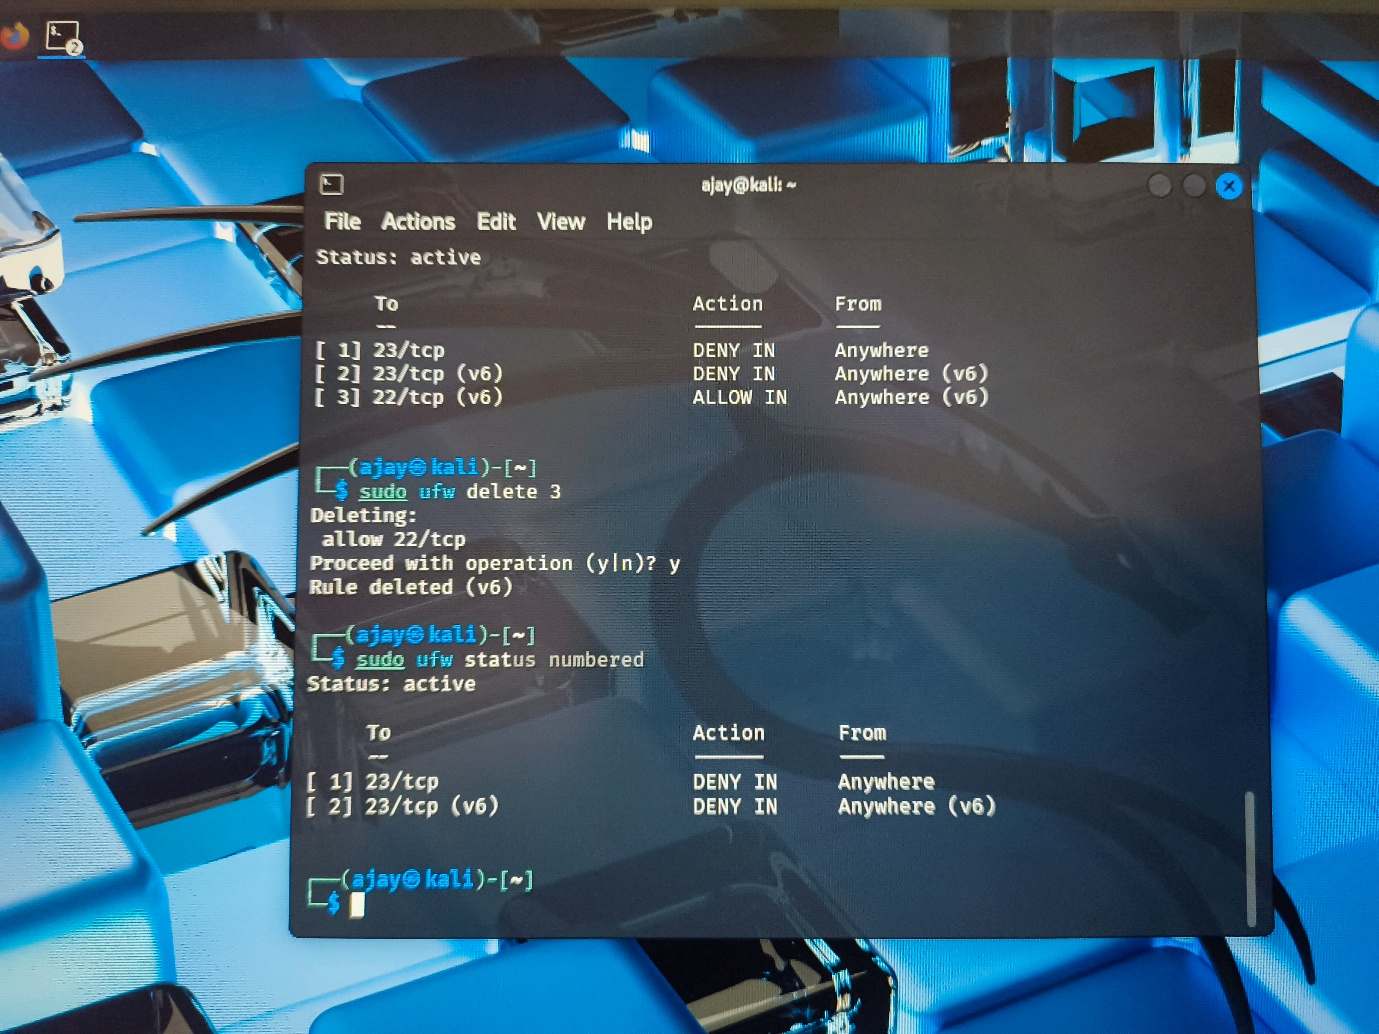 2
ajay@kali: ~
File Actions Edit View Help
Status: active
To Action From
-- ------ ----
[ 1] 23/tcp DENY IN Anywhere
[ 2] 23/tcp (v6) DENY IN Anywhere (v6)
[ 3] 22/tcp (v6) ALLOW IN Anywhere (v6)
┌──(ajay㉿kali)-[~]
└─$ sudo ufw delete 3
Deleting:
allow 22/tcp
Proceed with operation (y|n)? y
Rule deleted (v6)
┌──(ajay㉿kali)-[~]
└─$ sudo ufw status numbered
Status: active
To Action From
-- ------ ----
[ 1] 23/tcp DENY IN Anywhere
[ 2] 23/tcp (v6) DENY IN Anywhere (v6)
┌──(ajay㉿kali)-[~]
└─$